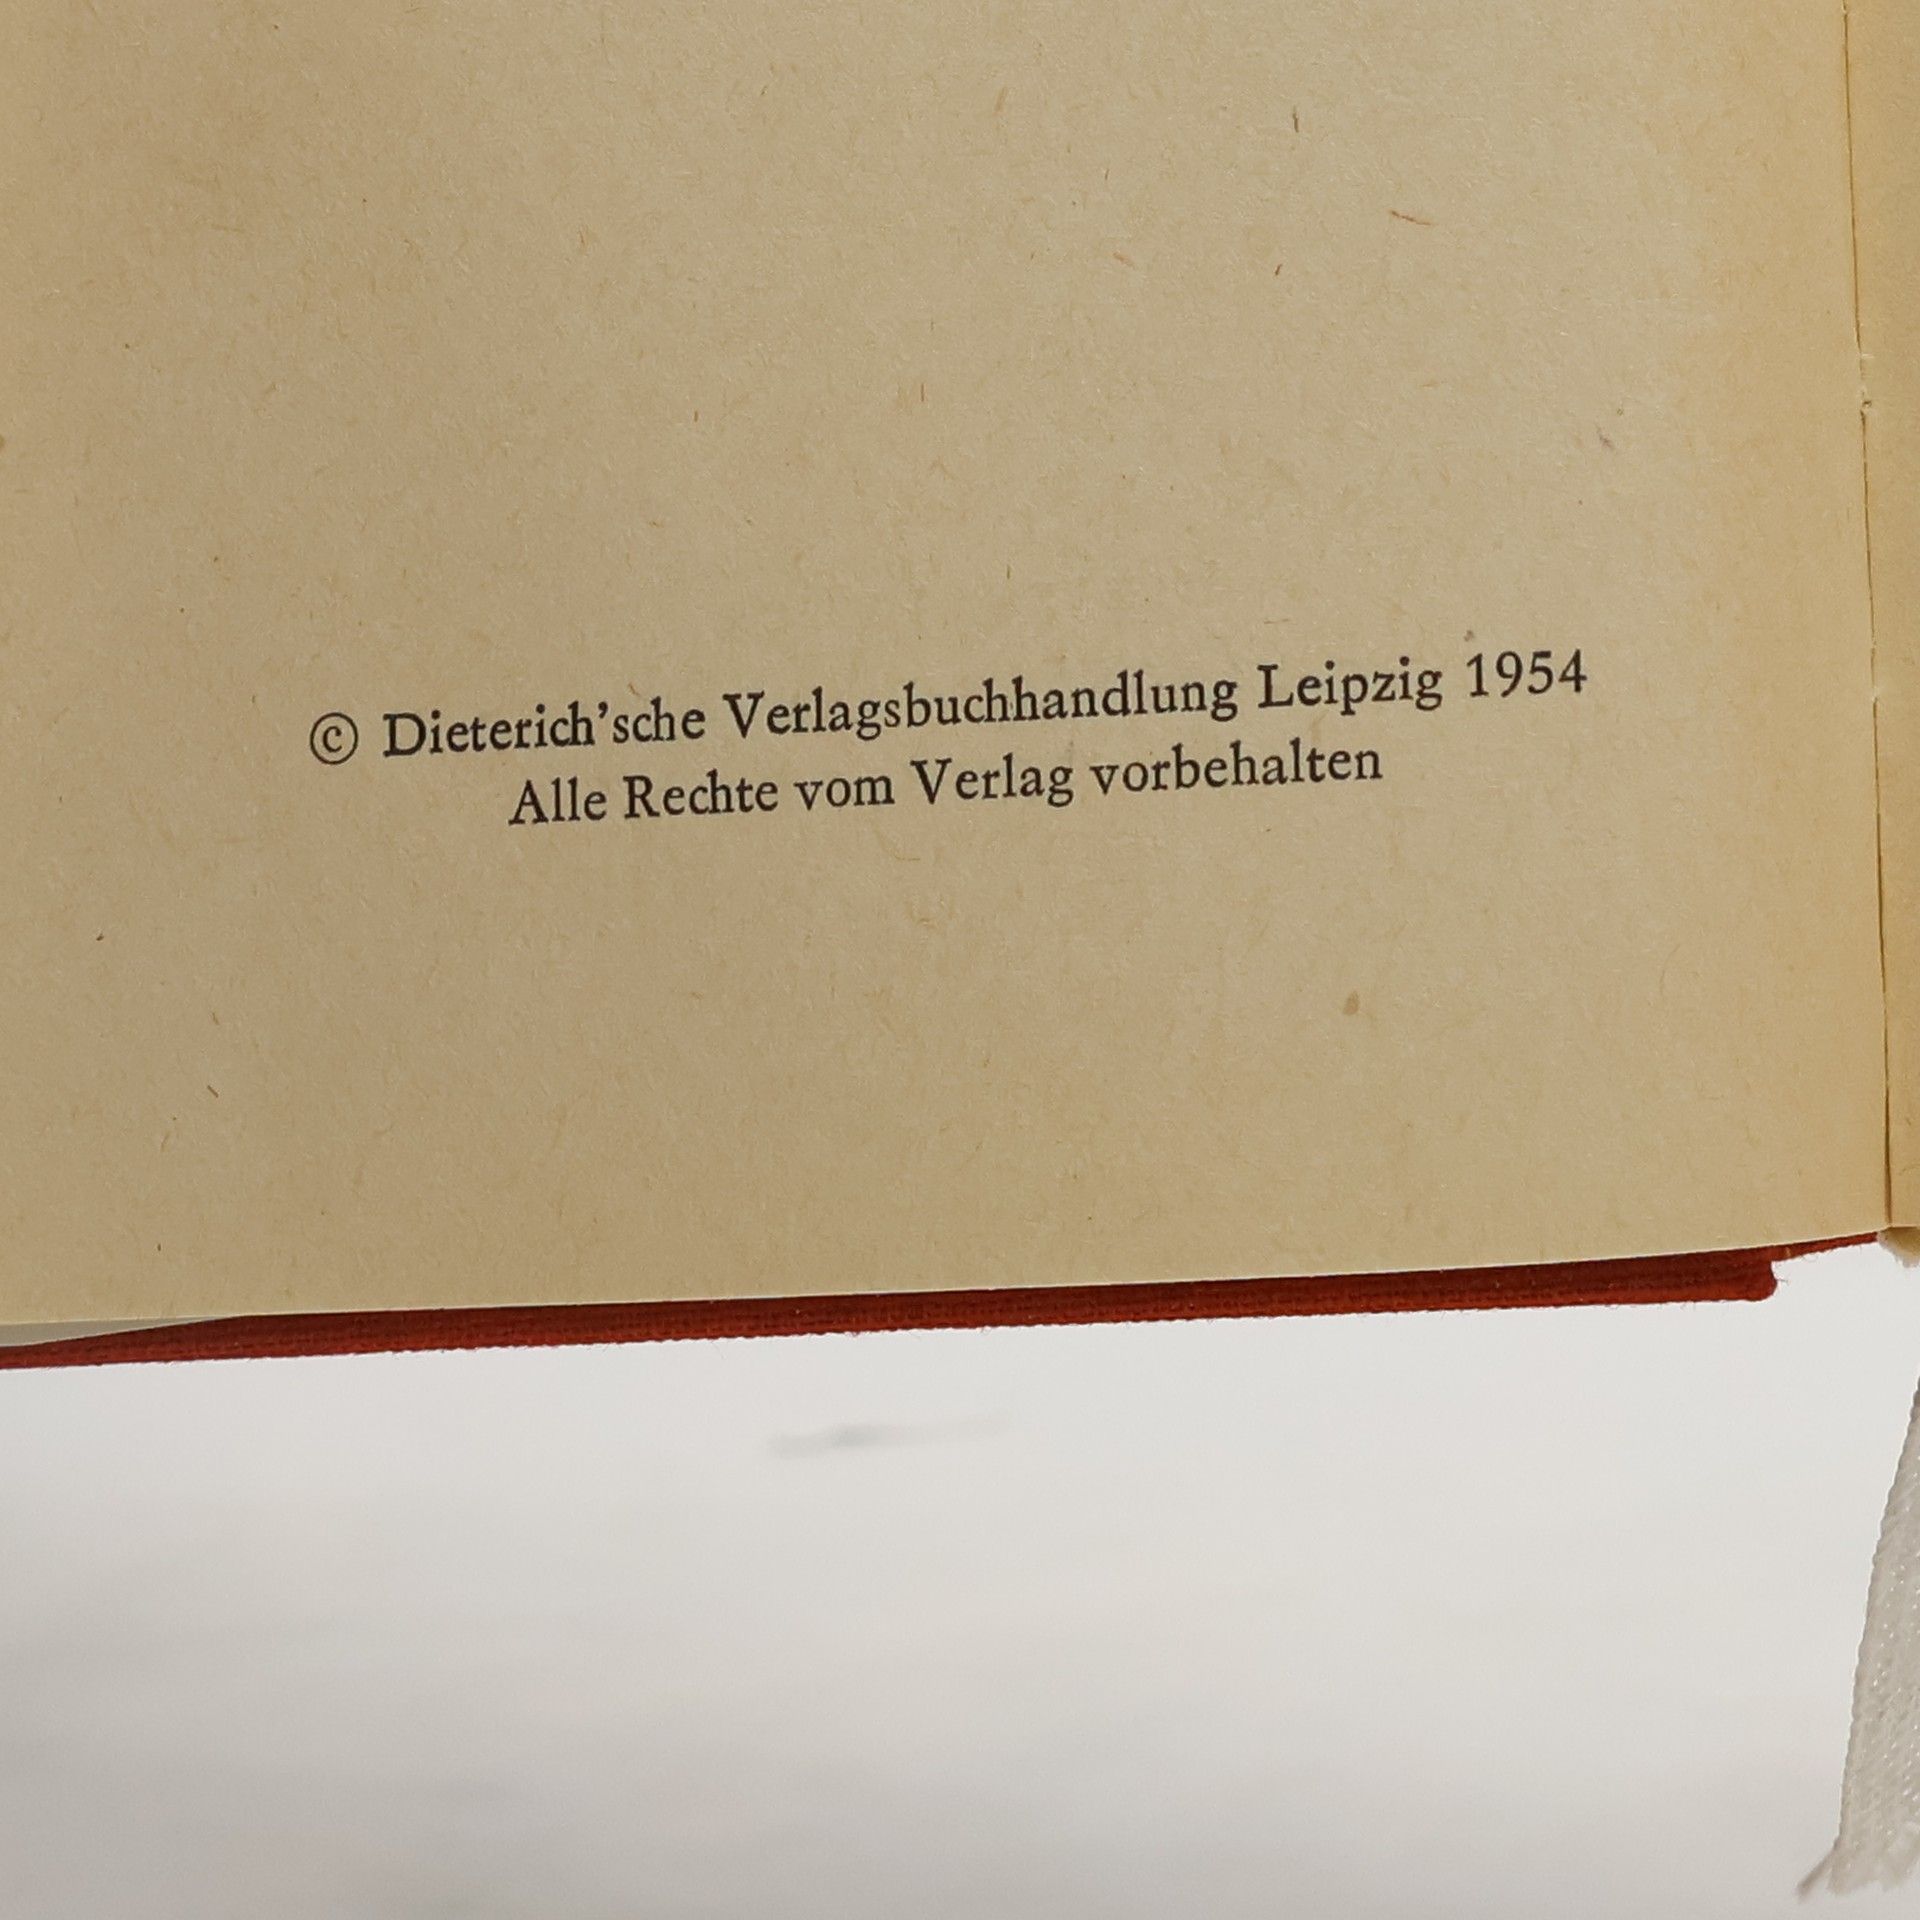 © Dieterich'sche Verlagsbuchhandlung Leipzig 1954
Alle Rechte vom Verlag vorbehalten